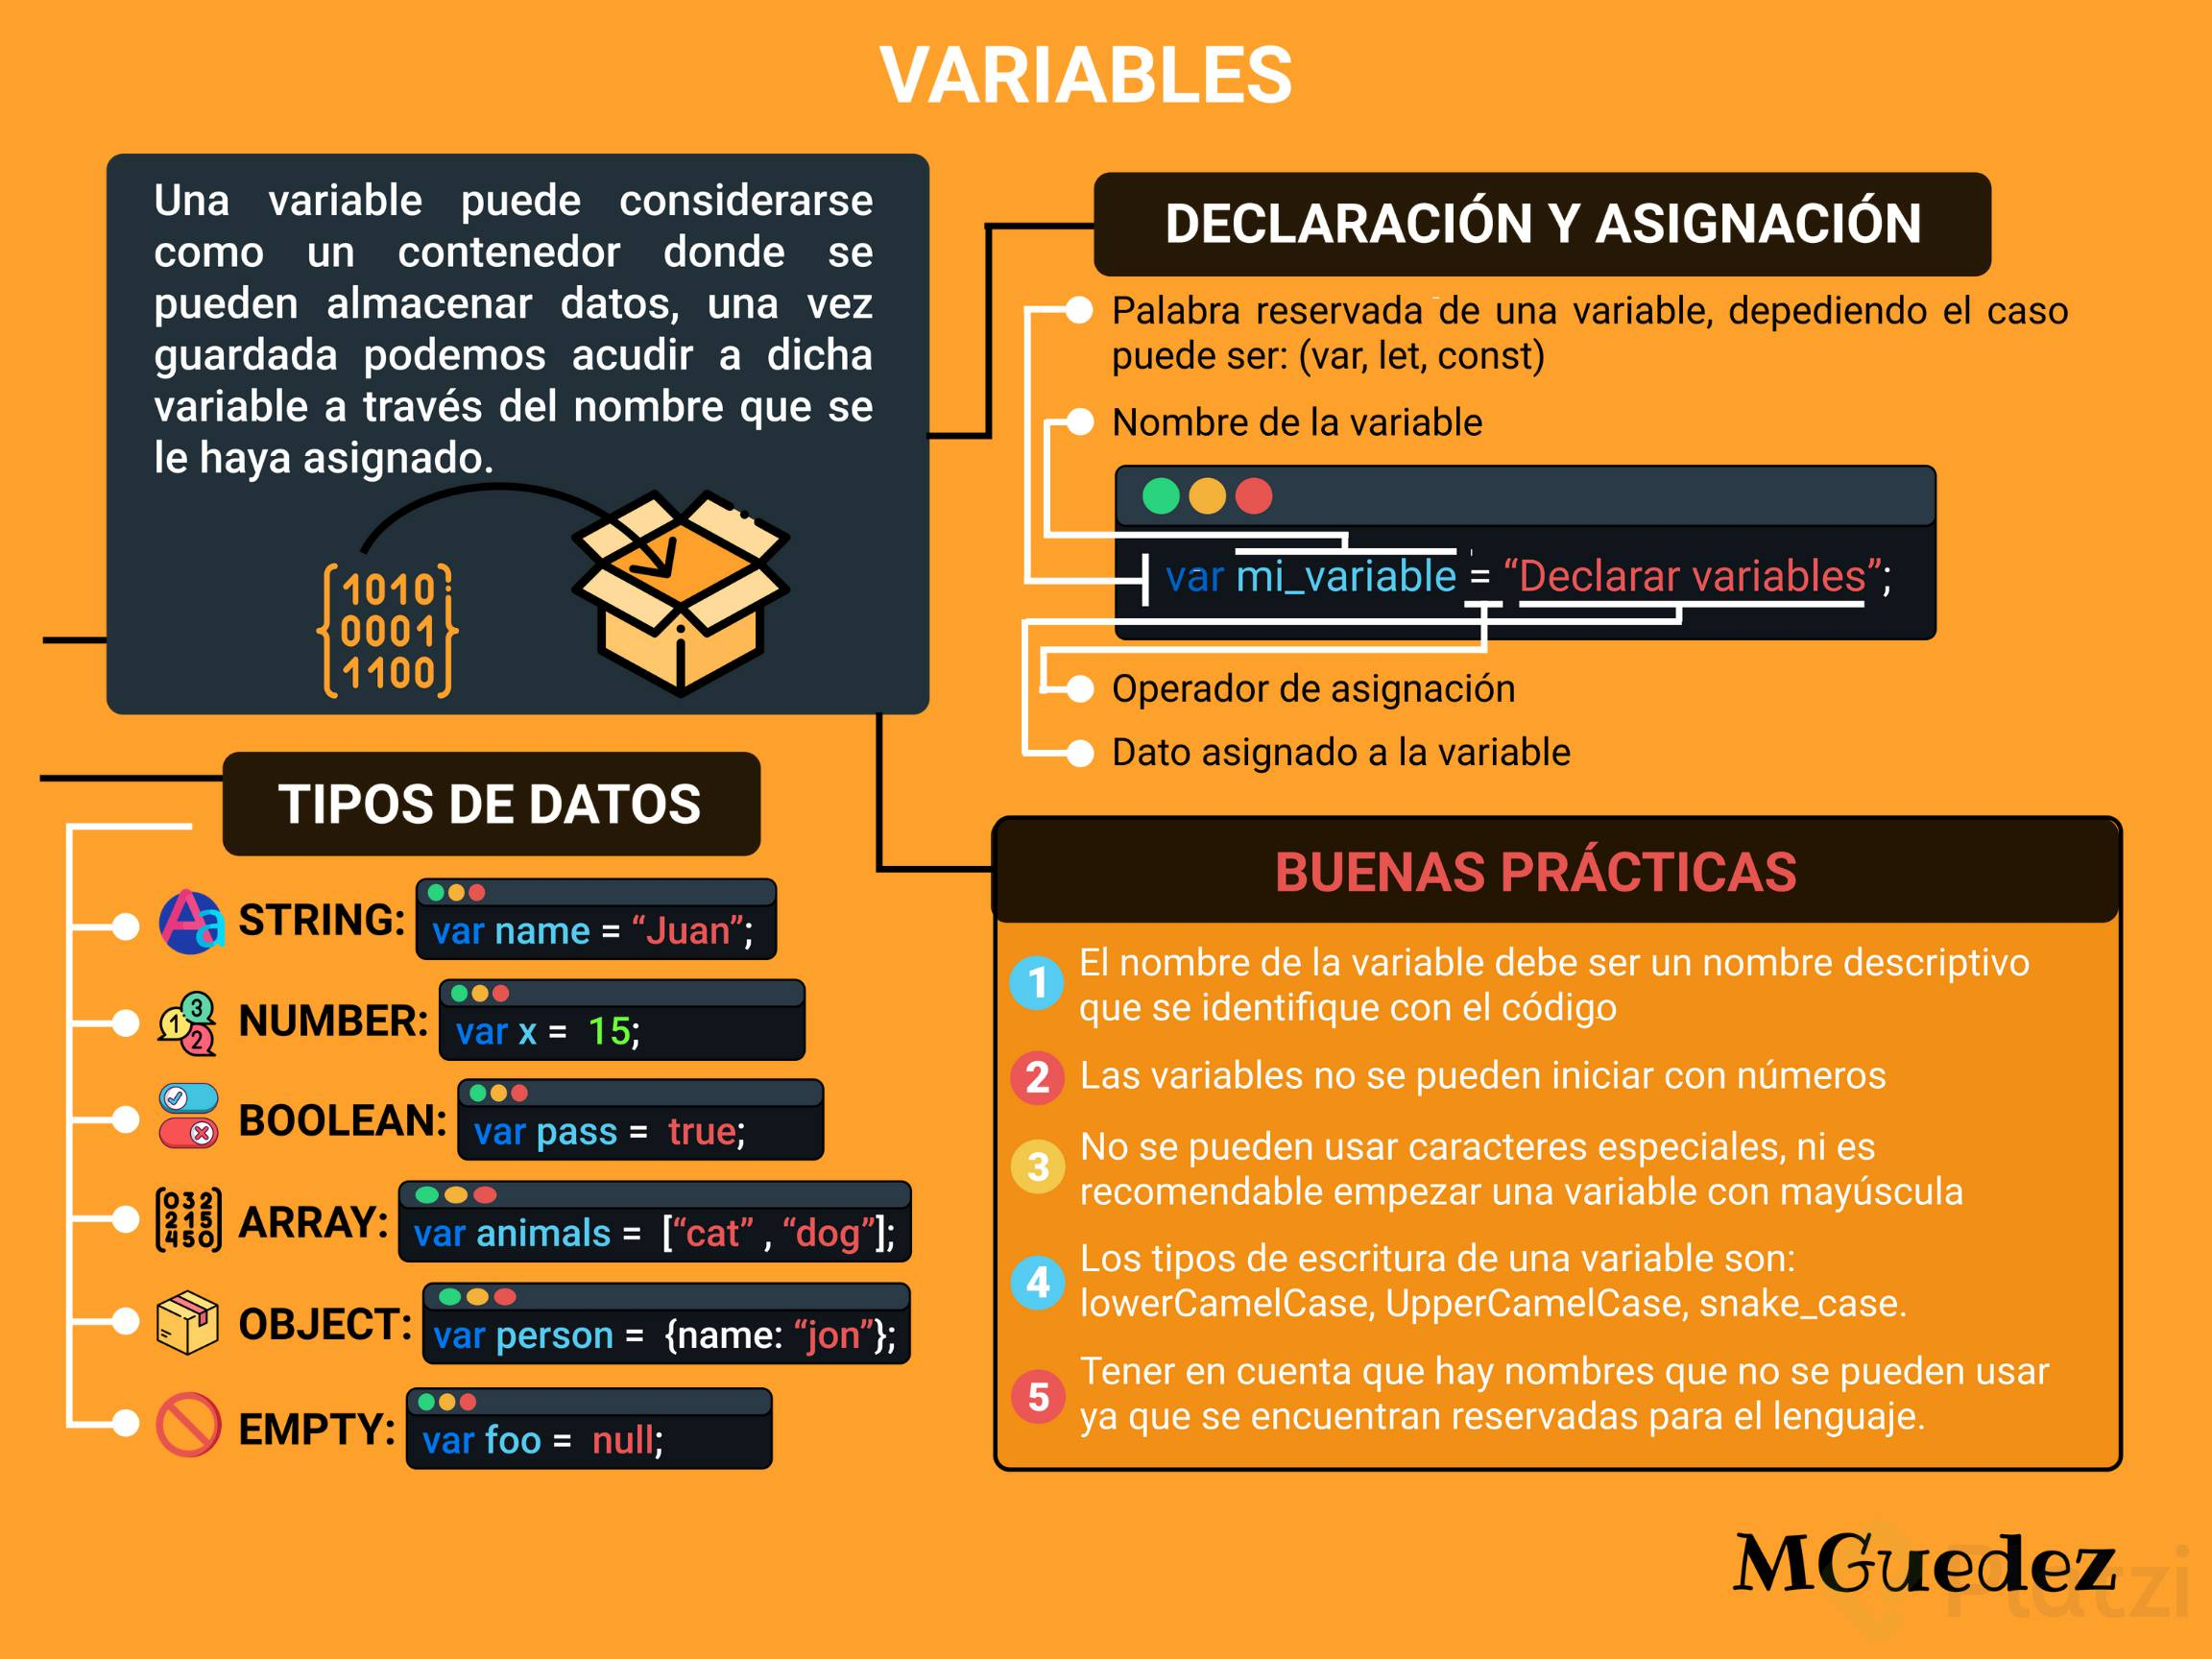 VARIABLES
Una variable puede considerarse
como un contenedor donde se
pueden almacenar datos, una vez
guardada podemos acudir a dicha
variable a través del nombre que se
le haya asignado.
1010
0001
1100
DECLARACIÓN Y ASIGNACIÓN
Palabra reservada de una variable, depediendo el caso
puede ser: (var, let, const)
Nombre de la variable
var mi_variable = “Declarar variables”;
Operador de asignación
Dato asignado a la variable
TIPOS DE DATOS
Aa
STRING:
var name = “Juan”;
1 3 2
NUMBER:
var x = 15;
BOOLEAN:
var pass = true;
032
215
450
ARRAY:
var animals = [“cat” , “dog”];
OBJECT:
var person = {name: “jon”};
EMPTY:
var foo = null;
BUENAS PRÁCTICAS
1 El nombre de la variable debe ser un nombre descriptivo
que se identifique con el código
2 Las variables no se pueden iniciar con números
3 No se pueden usar caracteres especiales, ni es
recomendable empezar una variable con mayúscula
4 Los tipos de escritura de una variable son:
lowerCamelCase, UpperCamelCase, snake_case.
5 Tener en cuenta que hay nombres que no se pueden usar
ya que se encuentran reservadas para el lenguaje.
MGuedez
Platzi